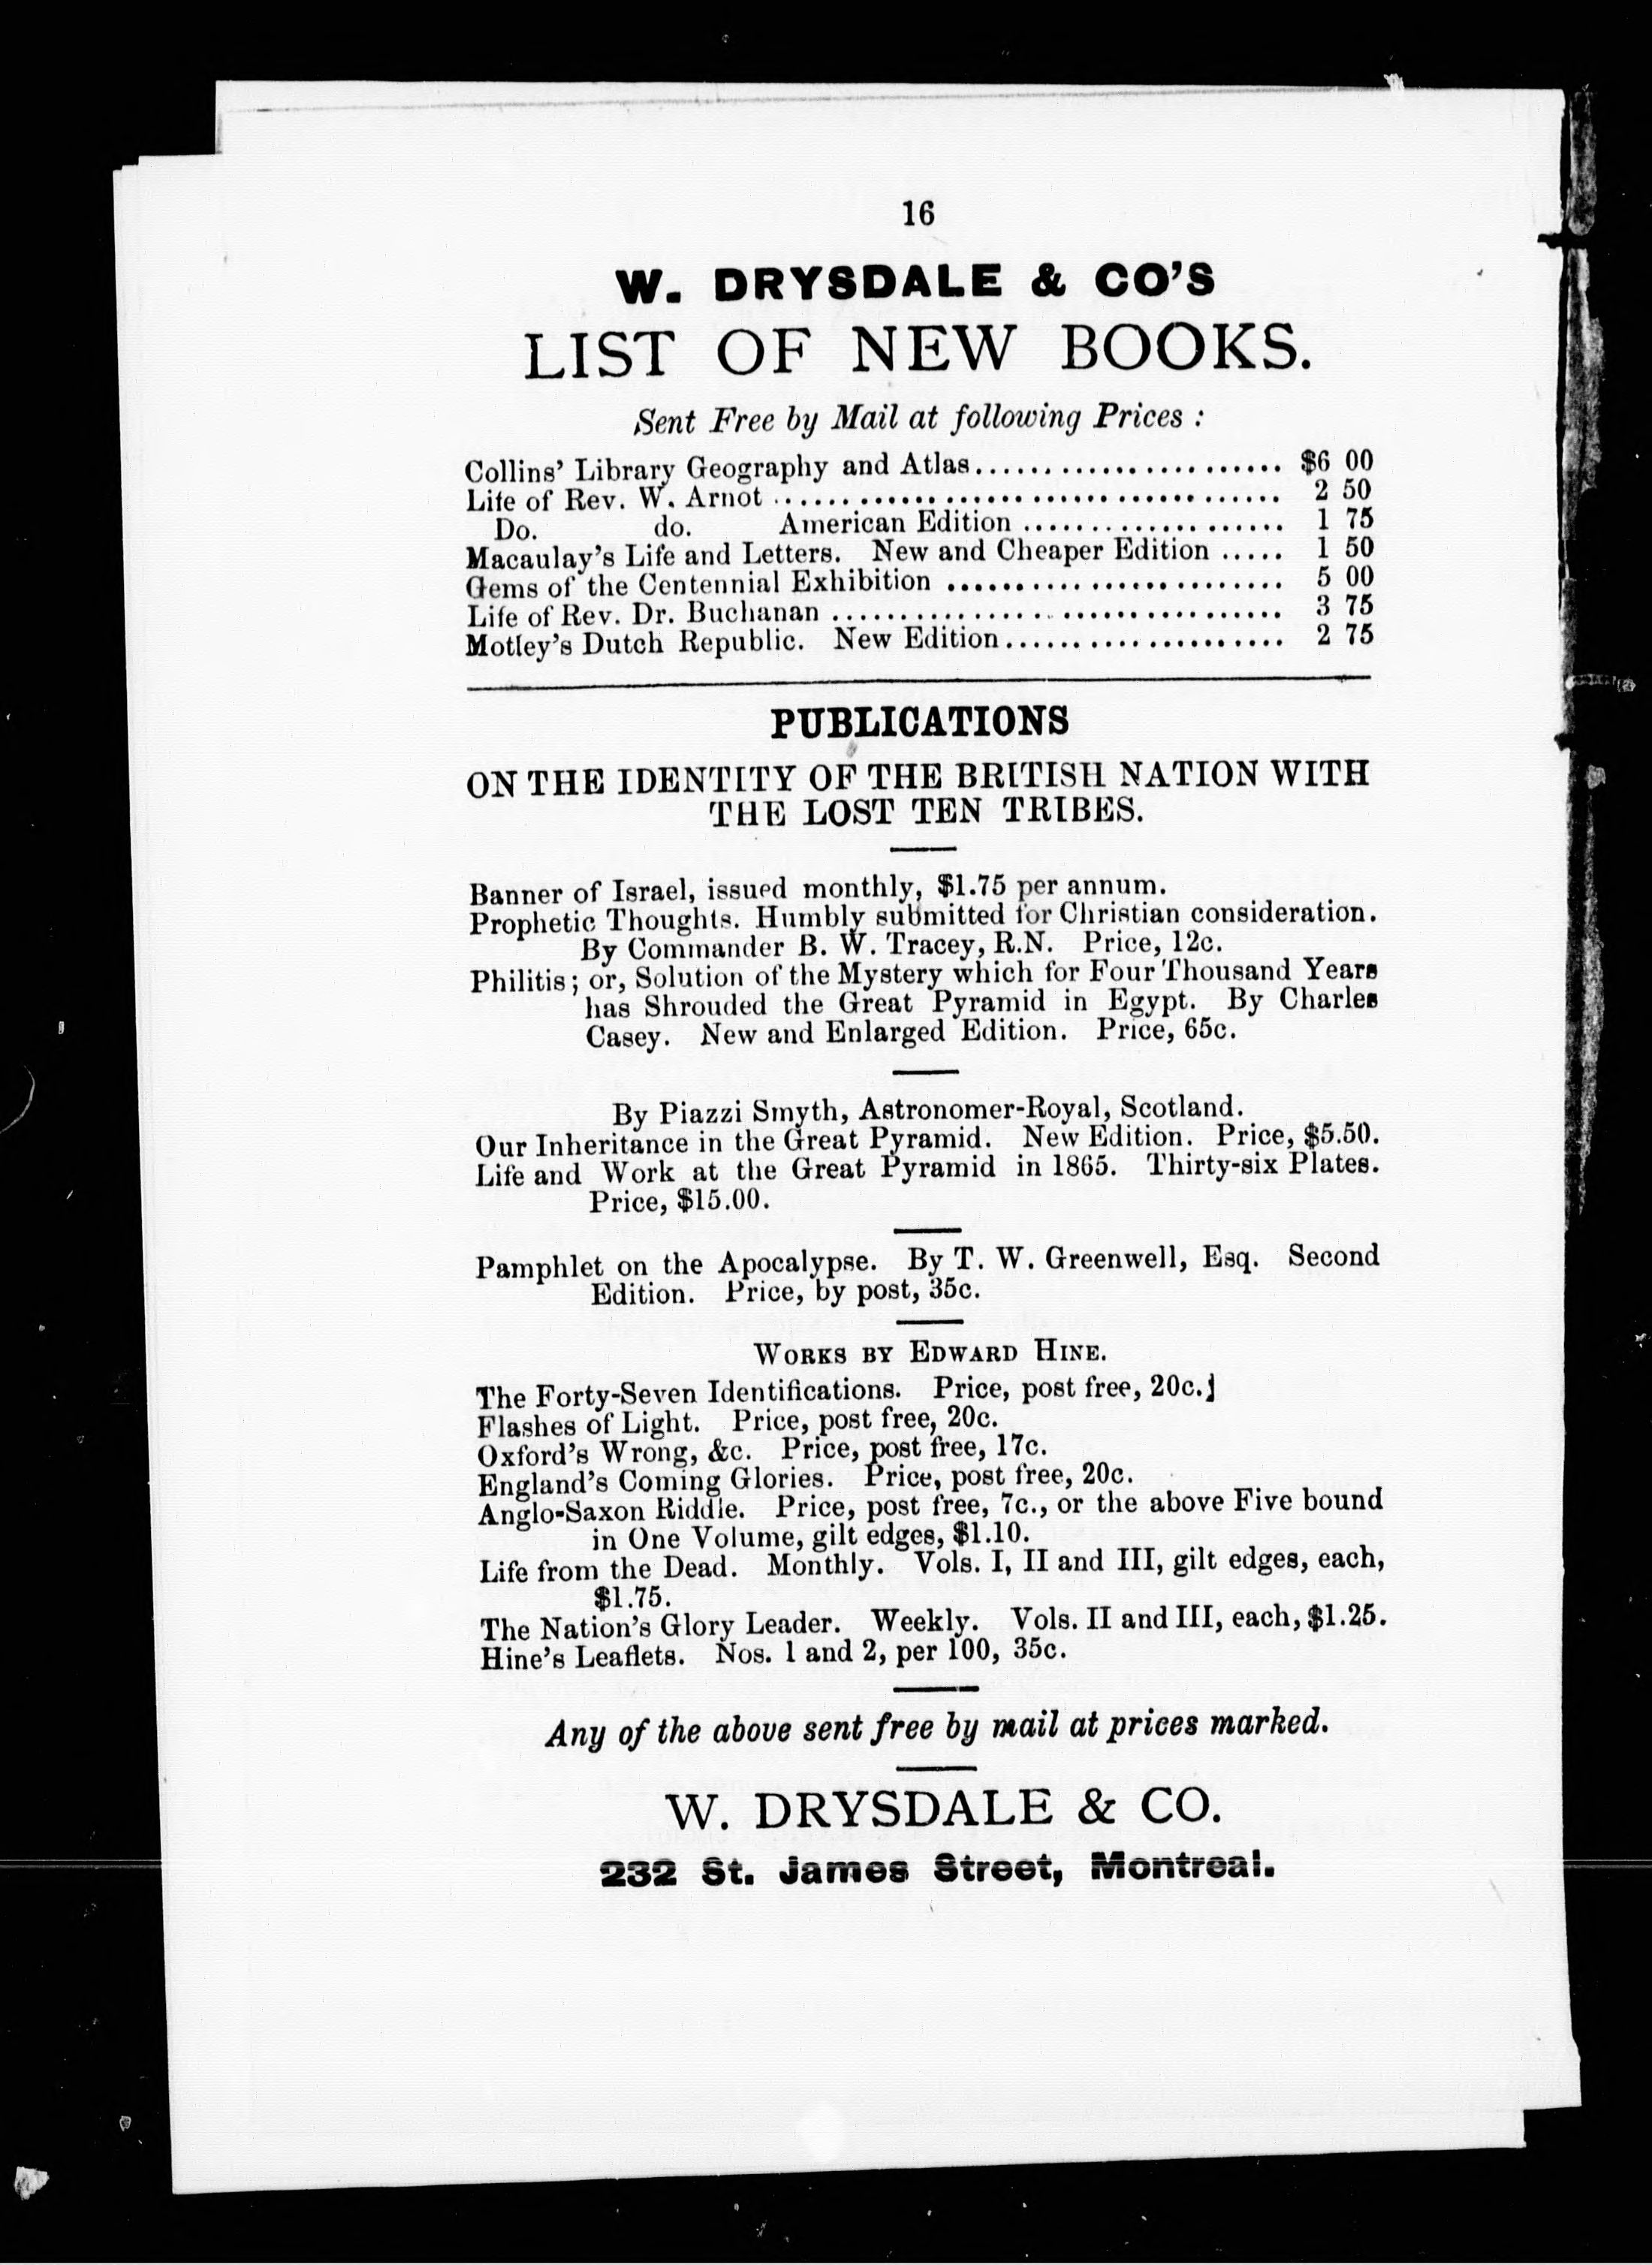 16
W. DRYSDALE & CO'S
LIST OF NEW BOOKS.
Sent Free by Mail at following Prices :
Collins' Library Geography and Atlas........................ $6 00
Life of Rev. W. Arnot ........................................ 2 50
Do. do. American Edition .................... 1 75
Macaulay's Life and Letters. New and Cheaper Edition ..... 1 50
Gems of the Centennial Exhibition .......................... 5 00
Life of Rev. Dr. Buchanan ................................... 3 75
Motley's Dutch Republic. New Edition..................... 2 75
PUBLICATIONS
ON THE IDENTITY OF THE BRITISH NATION WITH
THE LOST TEN TRIBES.
Banner of Israel, issued monthly, $1.75 per annum.
Prophetic Thoughts. Humbly submitted for Christian consideration.
By Commander B. W. Tracey, R.N. Price, 12c.
Philitis; or, Solution of the Mystery which for Four Thousand Years
has Shrouded the Great Pyramid in Egypt. By Charles
Casey. New and Enlarged Edition. Price, 65c.
By Piazzi Smyth, Astronomer-Royal, Scotland.
Our Inheritance in the Great Pyramid. New Edition. Price, $5.50.
Life and Work at the Great Pyramid in 1865. Thirty-six Plates.
Price, $15.00.
Pamphlet on the Apocalypse. By T. W. Greenwell, Esq. Second
Edition. Price, by post, 35c.
WORKS BY EDWARD HINE.
The Forty-Seven Identifications. Price, post free, 20c.
Flashes of Light. Price, post free, 20c.
Oxford's Wrong, &c. Price, post free, 17c.
England's Coming Glories. Price, post free, 20c.
Anglo-Saxon Riddle. Price, post free, 7c., or the above Five bound
in One Volume, gilt edges, $1.10.
Life from the Dead. Monthly. Vols. I, II and III, gilt edges, each,
$1.75.
The Nation's Glory Leader. Weekly. Vols. II and III, each, $1.25.
Hine's Leaflets. Nos. 1 and 2, per 100, 35c.
Any of the above sent free by mail at prices marked.
W. DRYSDALE & CO.
232 St. James Street, Montreal.